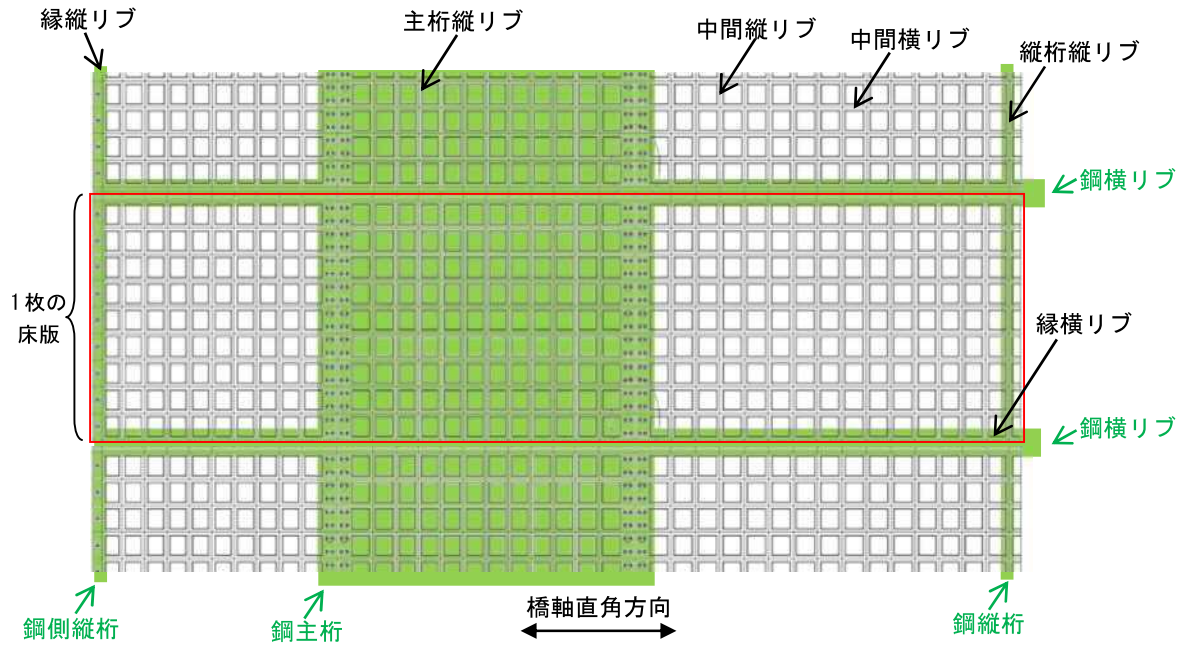 縁縦リブ
主桁縦リブ
中間縦リブ
中間横リブ
縦桁縦リブ
鋼横リブ
1枚の
床版
縁横リブ
鋼横リブ
鋼側縦桁
鋼主桁
橋軸直角方向
鋼縦桁